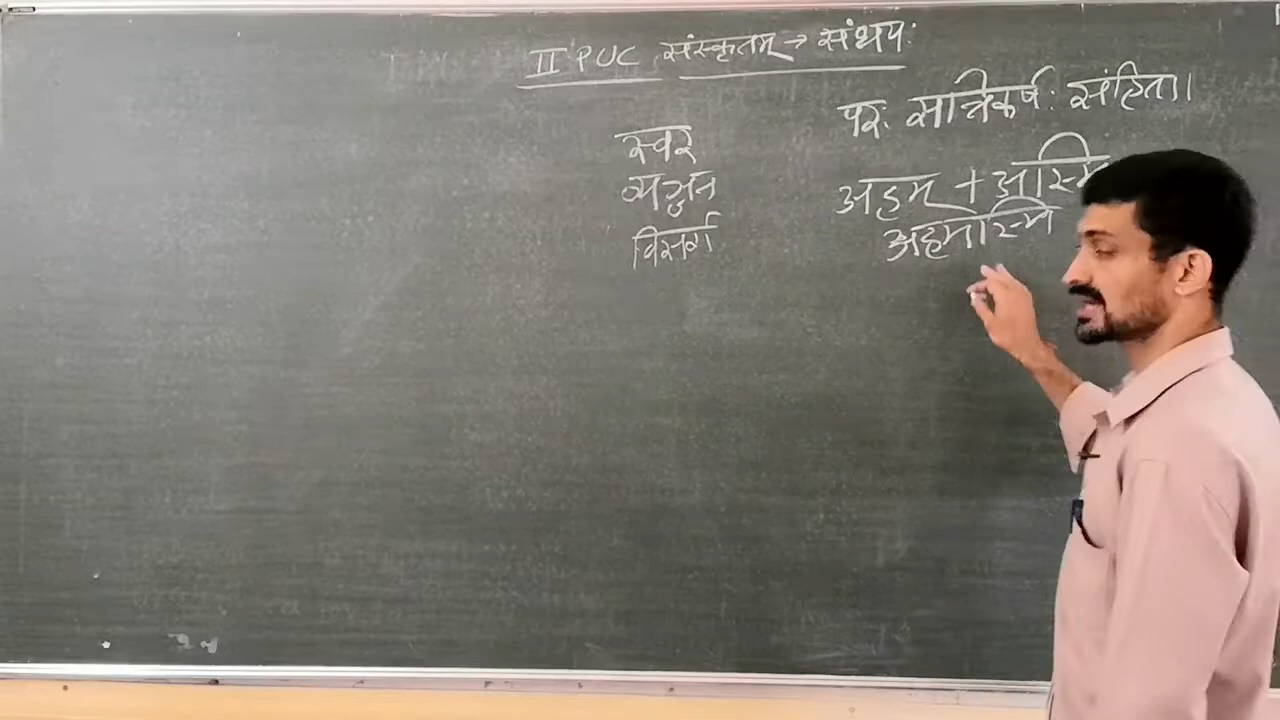 II PUC संस्कृतम् → संधयः
परः सन्निकर्षः संहिता।
स्वर
व्यञ्जन
विसर्ग
अहम् + अस्मि
अहमस्मि